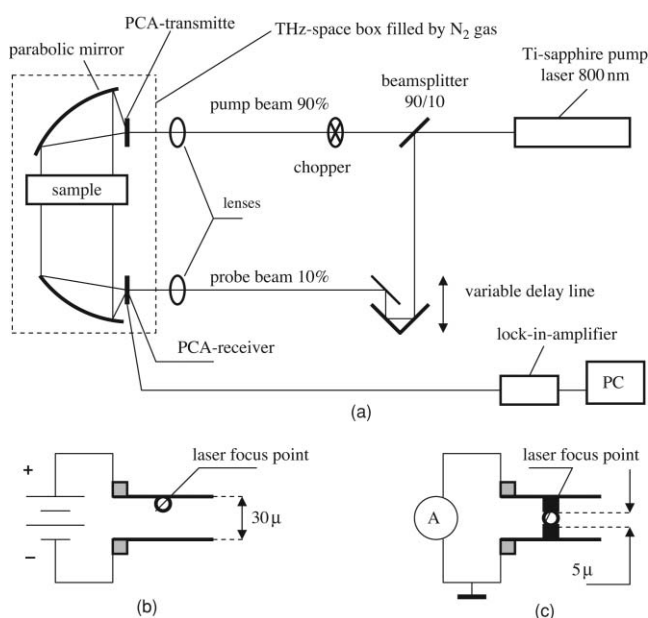 PCA-transmitte
THz-space box filled by N₂ gas
parabolic mirror
Ti-sapphire pump
laser 800 nm
beamsplitter
90/10
pump beam 90%
chopper
sample
lenses
probe beam 10%
variable delay line
lock-in-amplifier
PCA-receiver
PC
(a)
+
laser focus point
30 μ
−
(b)
laser focus point
A
5 μ
(c)